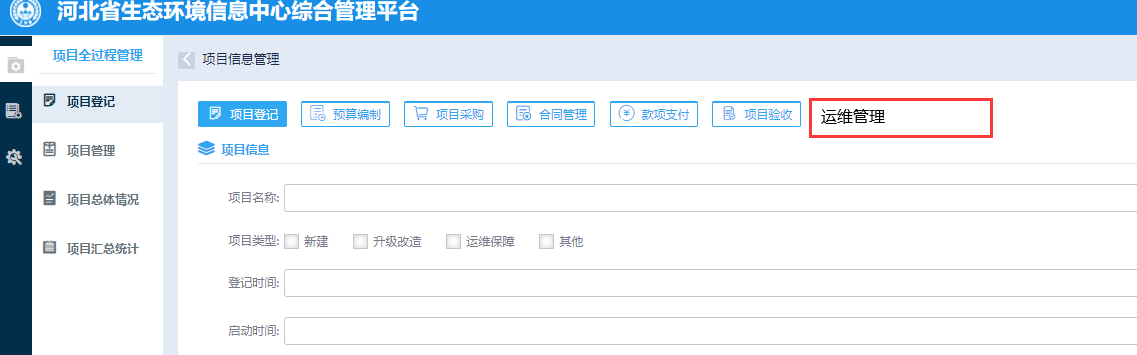 河北省生态环境信息中心综合管理平台
项目全过程管理
项目登记
项目管理
项目总体情况
项目汇总统计
项目信息管理
项目登记 预算编制 项目采购 合同管理 款项支付 项目验收 运维管理
项目信息
项目名称:
项目类型: 新建 升级改造 运维保障 其他
登记时间:
启动时间: